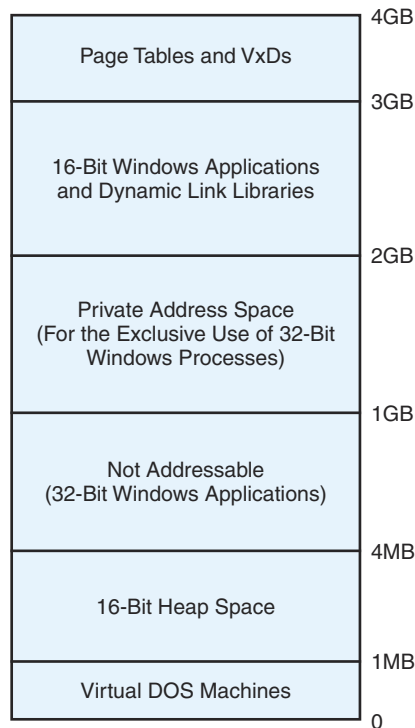 4GB
Page Tables and VxDs
3GB
16-Bit Windows Applications
and Dynamic Link Libraries
2GB
Private Address Space
(For the Exclusive Use of 32-Bit
Windows Processes)
1GB
Not Addressable
(32-Bit Windows Applications)
4MB
16-Bit Heap Space
1MB
Virtual DOS Machines
0